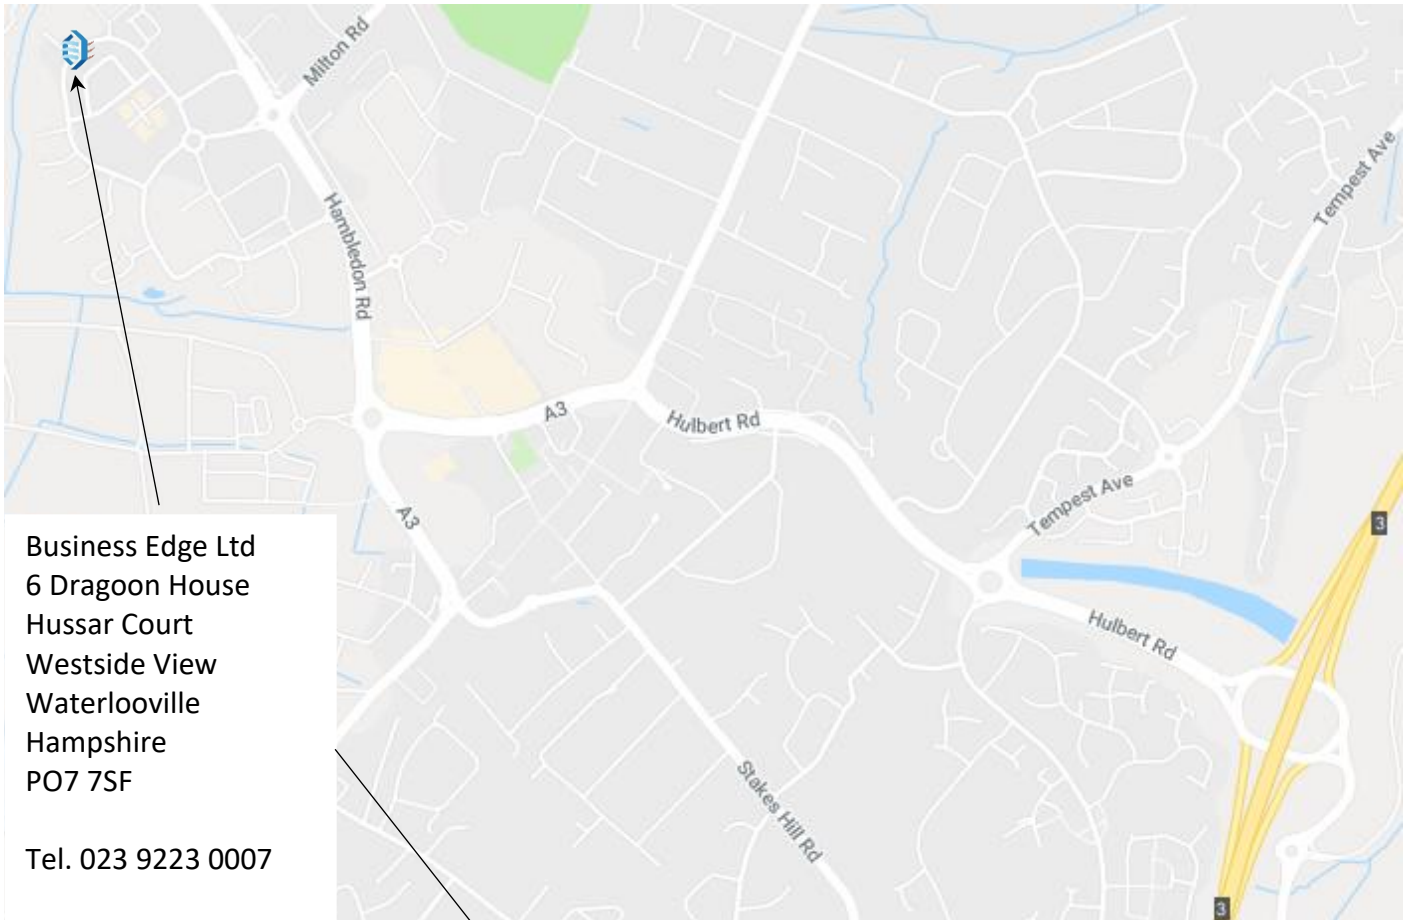 Milton Rd
Hambledon Rd
Tempest Ave
A3
Hulbert Rd
Tempest Ave
A3
3
Hulbert Rd
Stakes Hill Rd
3
Business Edge Ltd
6 Dragoon House
Hussar Court
Westside View
Waterlooville
Hampshire
PO7 7SF
Tel. 023 9223 0007